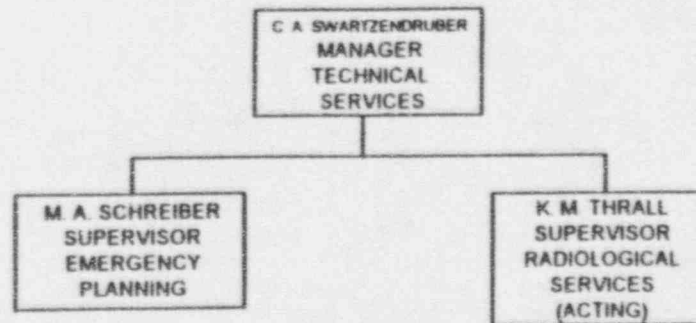 C. A. SWARTZENDRUBER
MANAGER
TECHNICAL
SERVICES
M. A. SCHREIBER
SUPERVISOR
EMERGENCY
PLANNING
K. M. THRALL
SUPERVISOR
RADIOLOGICAL
SERVICES
(ACTING)